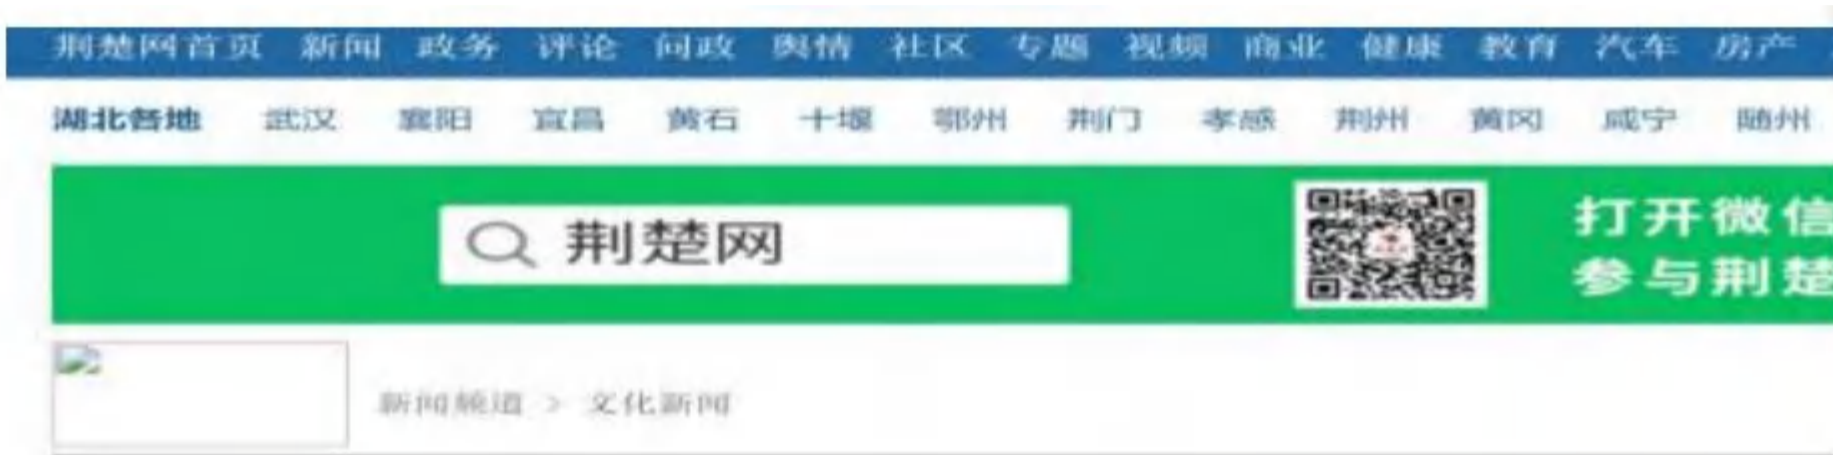 荆楚网首页 新闻 政务 评论 问政 舆情 社区 专题 视频 商业 健康 教育 汽车 房产
湖北各地 武汉 襄阳 宜昌 黄石 十堰 鄂州 荆门 孝感 荆州 黄冈 咸宁 随州
荆楚网
打开微信
参与荆楚
新闻频道 > 文化新闻